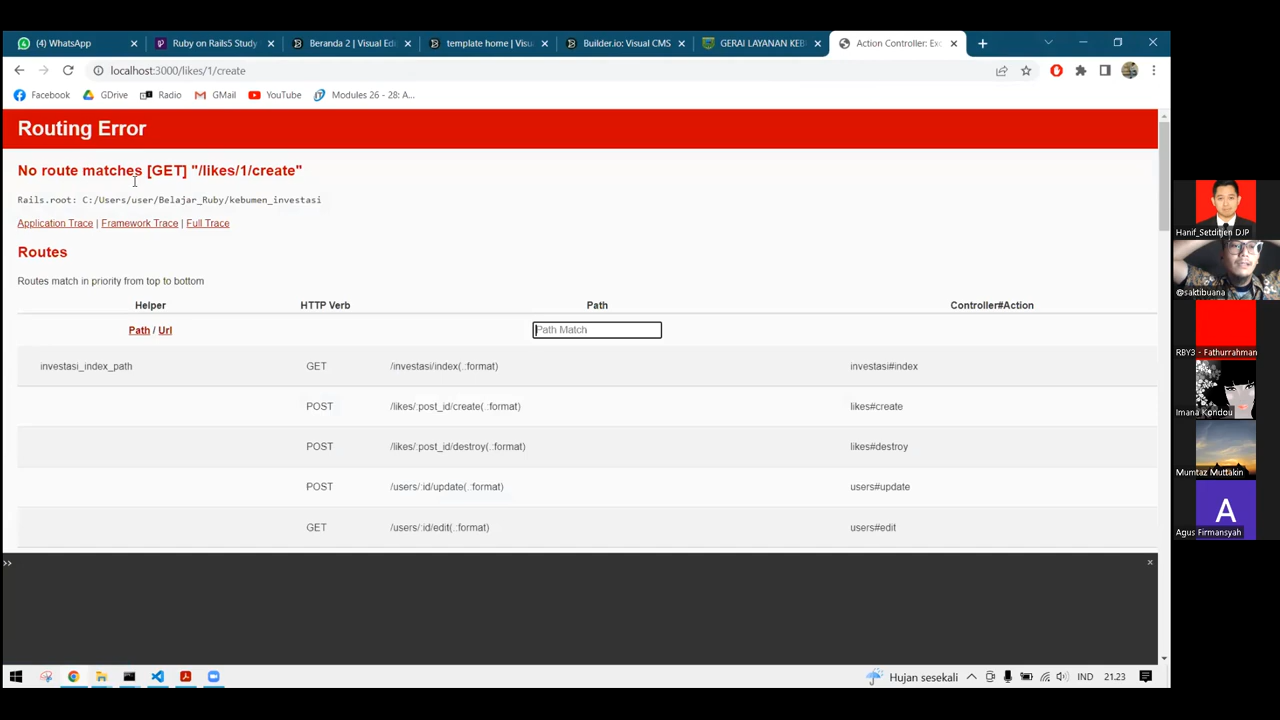 (4) WhatsApp
Ruby on Rails5 Study
Beranda 2 | Visual Ed
template home | Visu
Builder.io: Visual CMS
GERAI LAYANAN KEB
Action Controller: Exc
localhost:3000/likes/1/create
Facebook
GDrive
Radio
GMail
YouTube
Modules 26 - 28: A...
Routing Error
No route matches [GET] "/likes/1/create"
Rails.root: C:/Users/user/Belajar_Ruby/kebumen_investasi
Application Trace | Framework Trace | Full Trace
Routes
Routes match in priority from top to bottom
Helper HTTP Verb Path Controller#Action
Path / Url Path Match
investasi_index_path GET /investasi/index(.:format) investasi#index
POST /likes/:post_id/create(.:format) likes#create
POST /likes/:post_id/destroy(.:format) likes#destroy
POST /users/:id/update(.:format) users#update
GET /users/:id/edit(.:format) users#edit
>>
x
Hujan sesekali
IND
21.23
Hanif_Setditjen DJP
@saktibuana
RBY3 - Fathurrahman
Imana Kondou
Mumtaz Muttakin
A
Agus Firmansyah